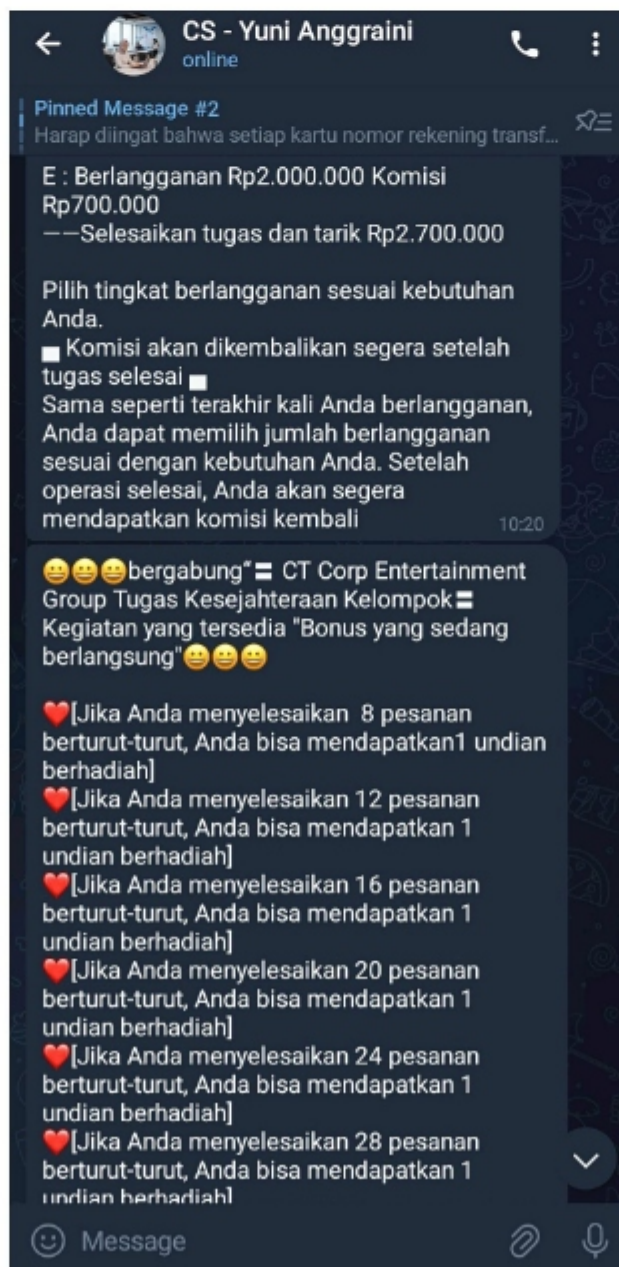 CS - Yuni Anggraini
online
Pinned Message #2
Harap diingat bahwa setiap kartu nomor rekening transf...
E : Berlangganan Rp2.000.000 Komisi
Rp700.000
——Selesaikan tugas dan tarik Rp2.700.000
Pilih tingkat berlangganan sesuai kebutuhan
Anda.
▄ Komisi akan dikembalikan segera setelah
tugas selesai ▄
Sama seperti terakhir kali Anda berlangganan,
Anda dapat memilih jumlah berlangganan
sesuai dengan kebutuhan Anda. Setelah
operasi selesai, Anda akan segera
mendapatkan komisi kembali
10:20
😀😀😀bergabung“〓 CT Corp Entertainment
Group Tugas Kesejahteraan Kelompok〓
Kegiatan yang tersedia "Bonus yang sedang
berlangsung"😀😀😀
❤️[Jika Anda menyelesaikan  8 pesanan
berturut-turut, Anda bisa mendapatkan1 undian
berhadiah]
❤️[Jika Anda menyelesaikan 12 pesanan
berturut-turut, Anda bisa mendapatkan 1
undian berhadiah]
❤️[Jika Anda menyelesaikan 16 pesanan
berturut-turut, Anda bisa mendapatkan 1
undian berhadiah]
❤️[Jika Anda menyelesaikan 20 pesanan
berturut-turut, Anda bisa mendapatkan 1
undian berhadiah]
❤️[Jika Anda menyelesaikan 24 pesanan
berturut-turut, Anda bisa mendapatkan 1
undian berhadiah]
❤️[Jika Anda menyelesaikan 28 pesanan
berturut-turut, Anda bisa mendapatkan 1
undian berhadiah]
Message